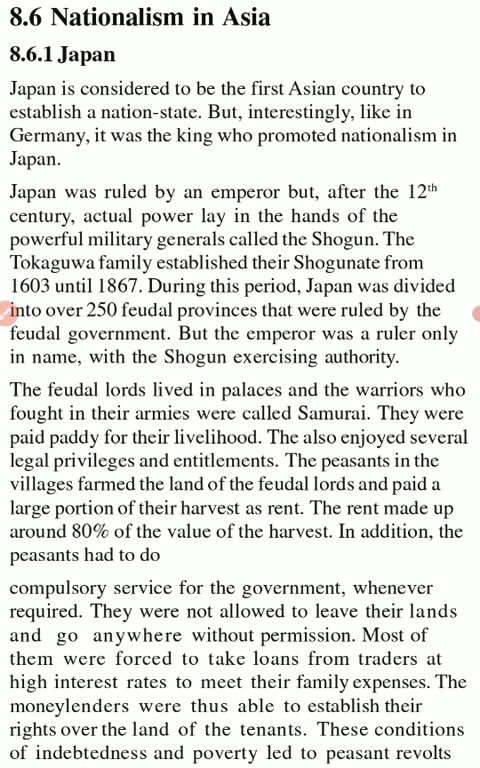 8.6 Nationalism in Asia
8.6.1 Japan
Japan is considered to be the first Asian country to
establish a nation-state. But, interestingly, like in
Germany, it was the king who promoted nationalism in
Japan.
Japan was ruled by an emperor but, after the 12th
century, actual power lay in the hands of the
powerful military generals called the Shogun. The
Tokaguwa family established their Shogunate from
1603 until 1867. During this period, Japan was divided
into over 250 feudal provinces that were ruled by the
feudal government. But the emperor was a ruler only
in name, with the Shogun exercising authority.
The feudal lords lived in palaces and the warriors who
fought in their armies were called Samurai. They were
paid paddy for their livelihood. The also enjoyed several
legal privileges and entitlements. The peasants in the
villages farmed the land of the feudal lords and paid a
large portion of their harvest as rent. The rent made up
around 80% of the value of the harvest. In addition, the
peasants had to do
compulsory service for the government, whenever
required. They were not allowed to leave their lands
and go anywhere without permission. Most of
them were forced to take loans from traders at
high interest rates to meet their family expenses. The
moneylenders were thus able to establish their
rights over the land of the tenants. These conditions
of indebtedness and poverty led to peasant revolts